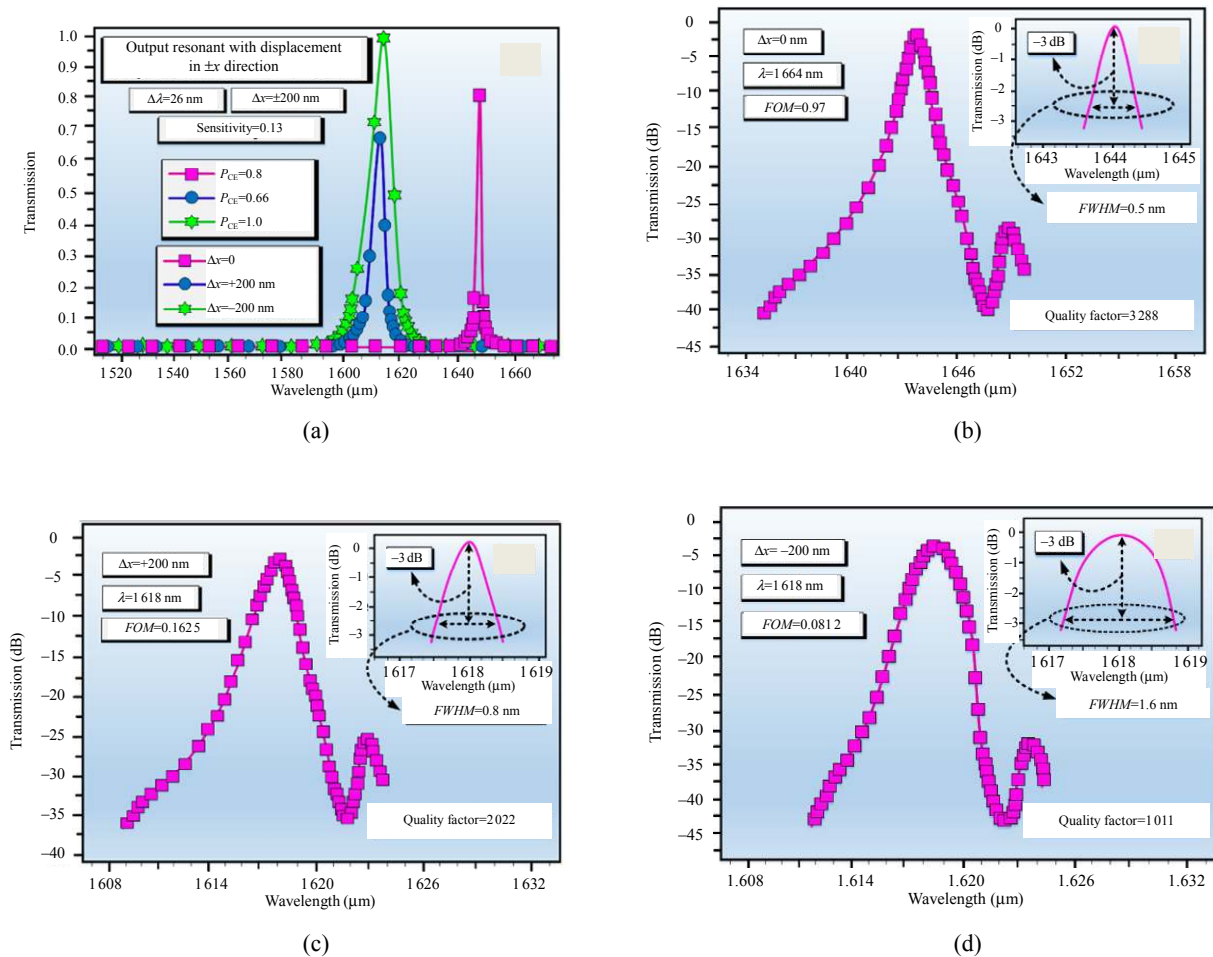 Output resonant with displacement
in ±x direction
Δλ=26 nm
Δx=±200 nm
Sensitivity=0.13
P_CE=0.8
P_CE=0.66
P_CE=1.0
Δx=0
Δx=+200 nm
Δx=−200 nm
Transmission
1.0
0.9
0.8
0.7
0.6
0.5
0.4
0.3
0.2
0.1
0.0
1 520
1 540
1 560
1 580
1 600
1 620
1 640
1 660
Wavelength (μm)
(a)
Δx=0 nm
λ=1 664 nm
FOM=0.97
Transmission (dB)
0
−5
−10
−15
−20
−25
−30
−35
−40
−45
−3 dB
Transmission (dB)
0
−1
−2
−3
1 643
1 644
1 645
Wavelength (μm)
FWHM=0.5 nm
Quality factor=3 288
1 634
1 640
1 646
1 652
1 658
Wavelength (μm)
(b)
Δx=+200 nm
λ=1 618 nm
FOM=0.162 5
Transmission (dB)
0
−5
−10
−15
−20
−25
−30
−35
−40
−3 dB
Transmission (dB)
0
−1
−2
−3
1 617
1 618
1 619
Wavelength (μm)
FWHM=0.8 nm
Quality factor=2 022
1 608
1 614
1 620
1 626
1 632
Wavelength (μm)
(c)
Δx= −200 nm
λ=1 618 nm
FOM=0.081 2
Transmission (dB)
0
−5
−10
−15
−20
−25
−30
−35
−40
−45
−3 dB
Transmission (dB)
0
−1
−2
−3
1 617
1 618
1 619
Wavelength (μm)
FWHM=1.6 nm
Quality factor=1 011
1.608
1.614
1.620
1.626
1.632
Wavelength (μm)
(d)